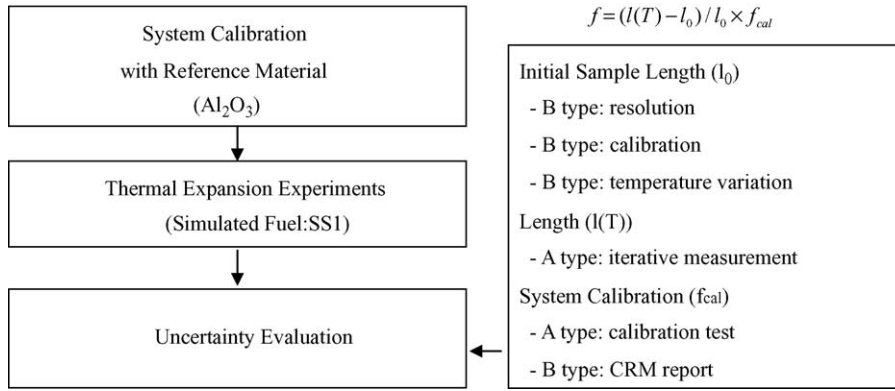 System Calibration
with Reference Material
(Al₂O₃)
Thermal Expansion Experiments
(Simulated Fuel:SS1)
Uncertainty Evaluation
f = (l(T) − l₀) / l₀ × f_cal
Initial Sample Length (l₀)
- B type: resolution
- B type: calibration
- B type: temperature variation
Length (l(T))
- A type: iterative measurement
System Calibration (fcal)
- A type: calibration test
- B type: CRM report